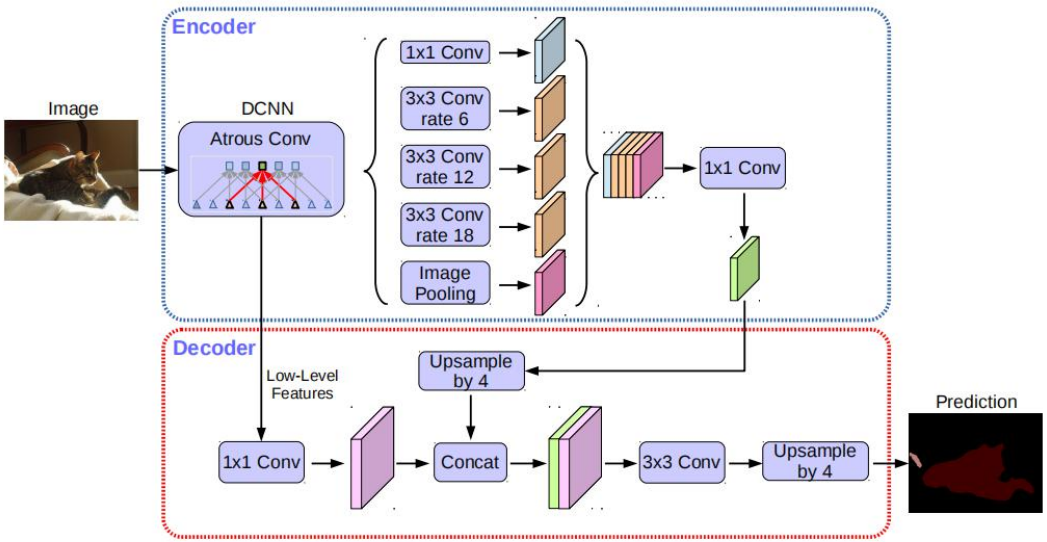 Encoder
Image
DCNN
Atrous Conv
1x1 Conv
3x3 Conv
rate 6
3x3 Conv
rate 12
3x3 Conv
rate 18
Image
Pooling
1x1 Conv
Decoder
Low-Level
Features
Upsample
by 4
1x1 Conv
Concat
3x3 Conv
Upsample
by 4
Prediction